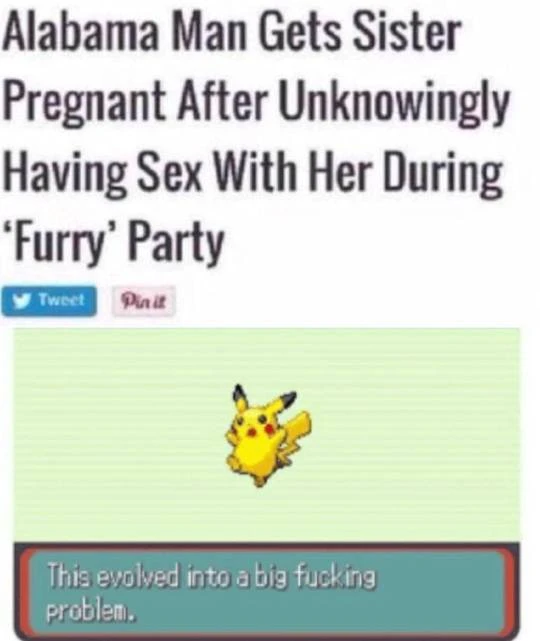 Alabama Man Gets Sister
Pregnant After Unknowingly
Having Sex With Her During
‘Furry’ Party
Tweet Pin it
This evolved into a big fucking
problem.